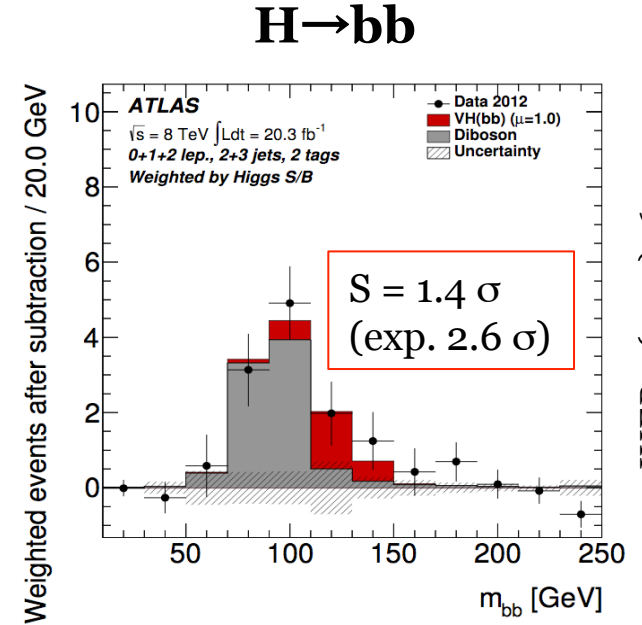 H→bb
ATLAS
√s = 8 TeV ∫Ldt = 20.3 fb⁻¹
0+1+2 lep., 2+3 jets, 2 tags
Weighted by Higgs S/B
Data 2012
VH(bb) (μ=1.0)
Diboson
Uncertainty
S = 1.4 σ
(exp. 2.6 σ)
Weighted events after subtraction / 20.0 GeV
10
8
6
4
2
0
50 100 150 200 250
m_bb [GeV]